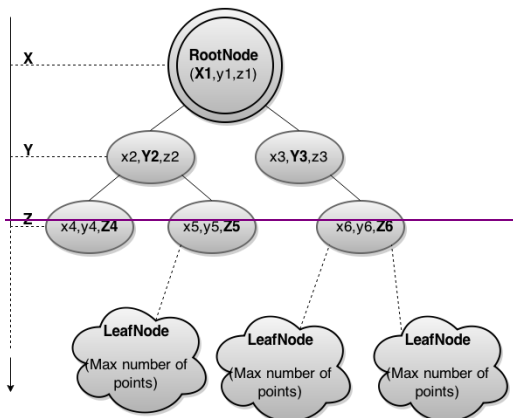 X
RootNode
(X1,y1,z1)
Y
x2,Y2,z2
x3,Y3,z3
Z
x4,y4,Z4
x5,y5,Z5
x6,y6,Z6
LeafNode
(Max number of
points)
LeafNode
(Max number of
points)
LeafNode
(Max number of
points)